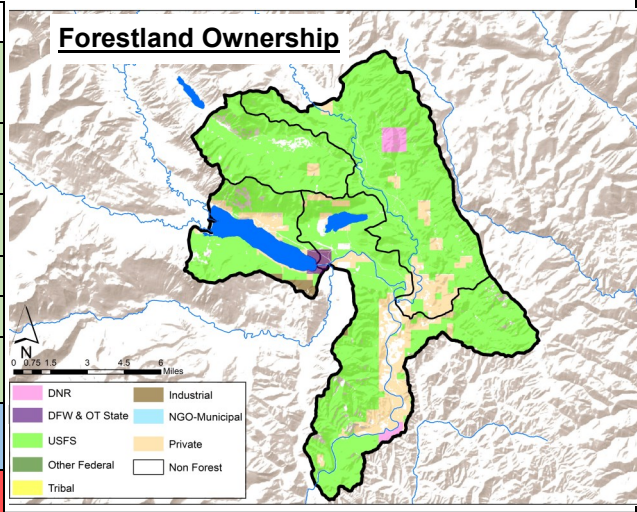 Forestland Ownership
N
0 0.75 1.5 3 4.5 6
Miles
DNR
DFW & OT State
USFS
Other Federal
Tribal
Industrial
NGO-Municipal
Private
Non Forest